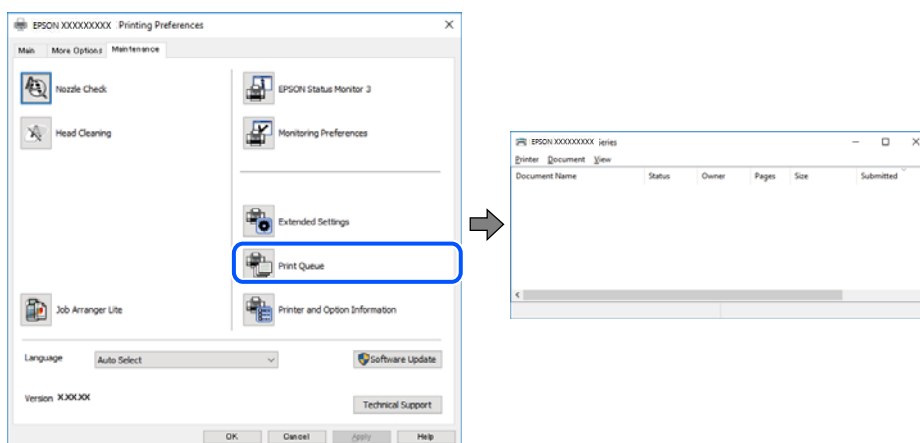 EPSON XXXXXXXXX Printing Preferences
Main More Options Maintenance
Nozzle Check
EPSON Status Monitor 3
Head Cleaning
Monitoring Preferences
Extended Settings
Print Queue
Job Arranger Lite
Printer and Option Information
Language Auto Select Software Update
Version X.XX.XX
Technical Support
OK Cancel Apply Help
EPSON XXXXXXXXX ieries
Printer Document View
Document Name Status Owner Pages Size Submitted